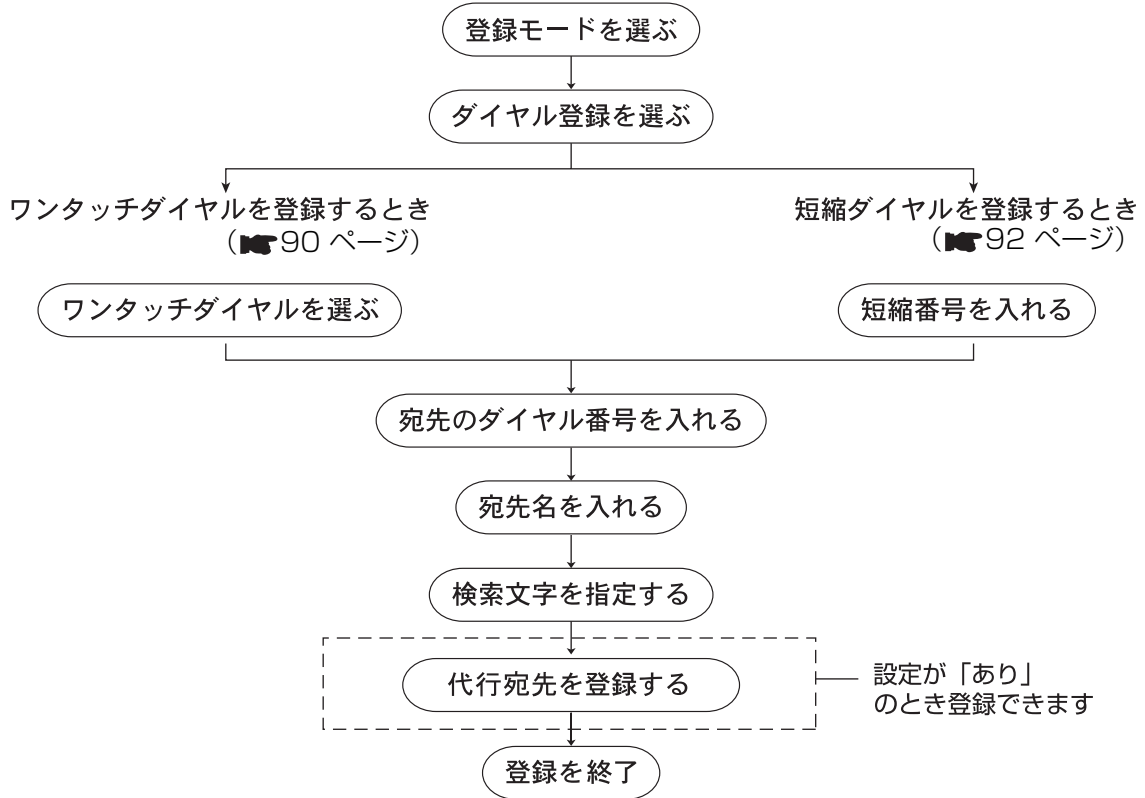 登録モードを選ぶ
ダイヤル登録を選ぶ
ワンタッチダイヤルを登録するとき
（☛90 ページ）
短縮ダイヤルを登録するとき
（☛92 ページ）
ワンタッチダイヤルを選ぶ
短縮番号を入れる
宛先のダイヤル番号を入れる
宛先名を入れる
検索文字を指定する
代行宛先を登録する
設定が「あり」
のとき登録できます
登録を終了